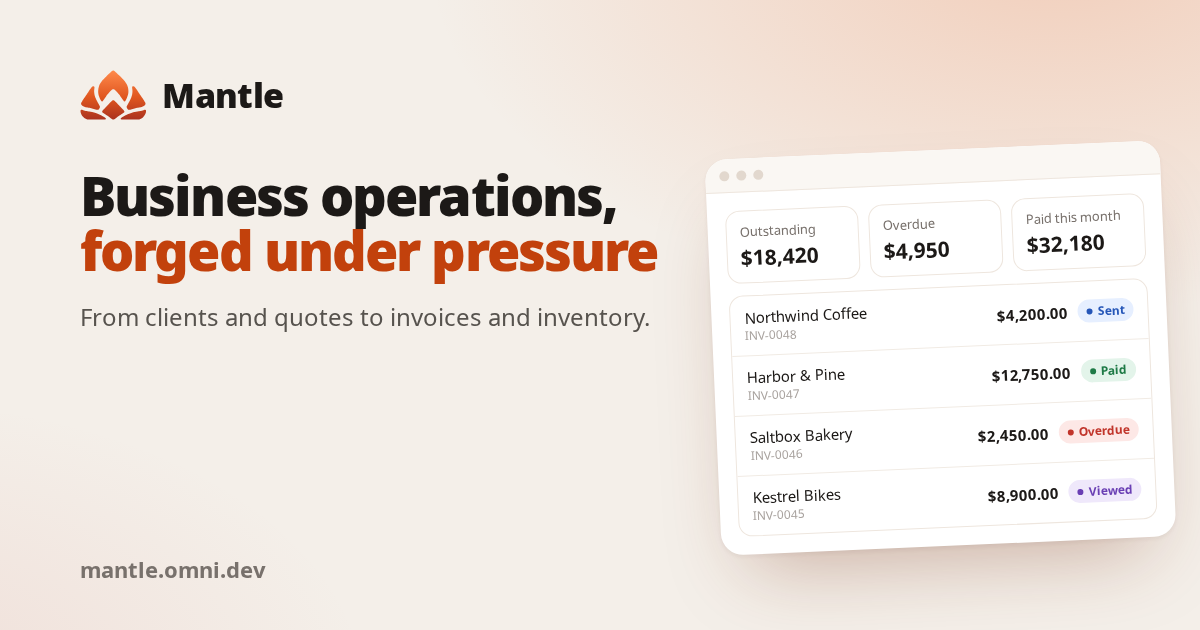 Mantle
Business operations,
forged under pressure
From clients and quotes to invoices and inventory.
mantle.omni.dev
Outstanding
$18,420
Overdue
$4,950
Paid this month
$32,180
Northwind Coffee
INV-0048
$4,200.00
Sent
Harbor & Pine
INV-0047
$12,750.00
Paid
Saltbox Bakery
INV-0046
$2,450.00
Overdue
Kestrel Bikes
INV-0045
$8,900.00
Viewed